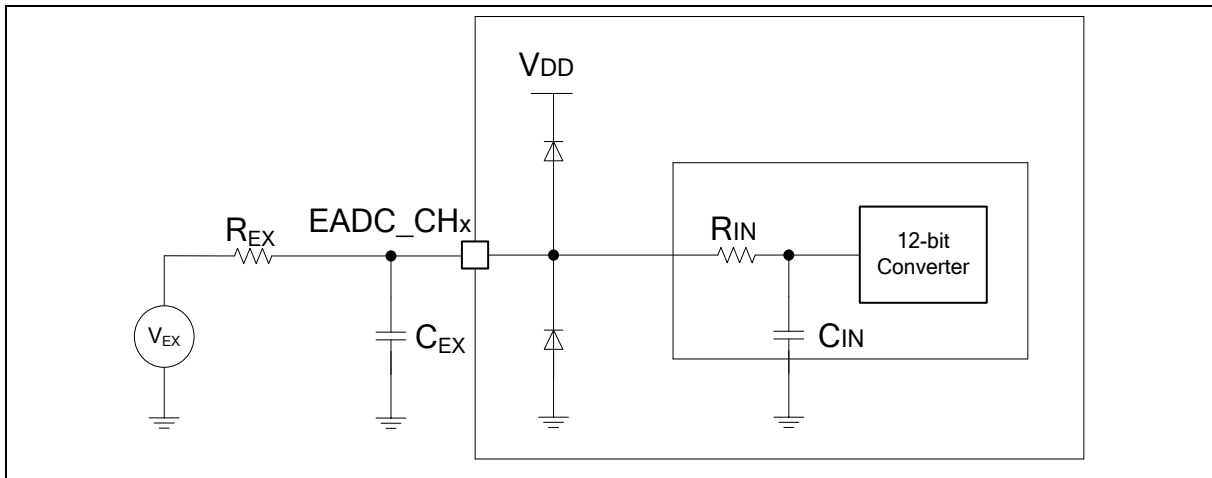 VDD
EADC_CHx
REX
RIN
12-bit
Converter
VEX
CEX
CIN